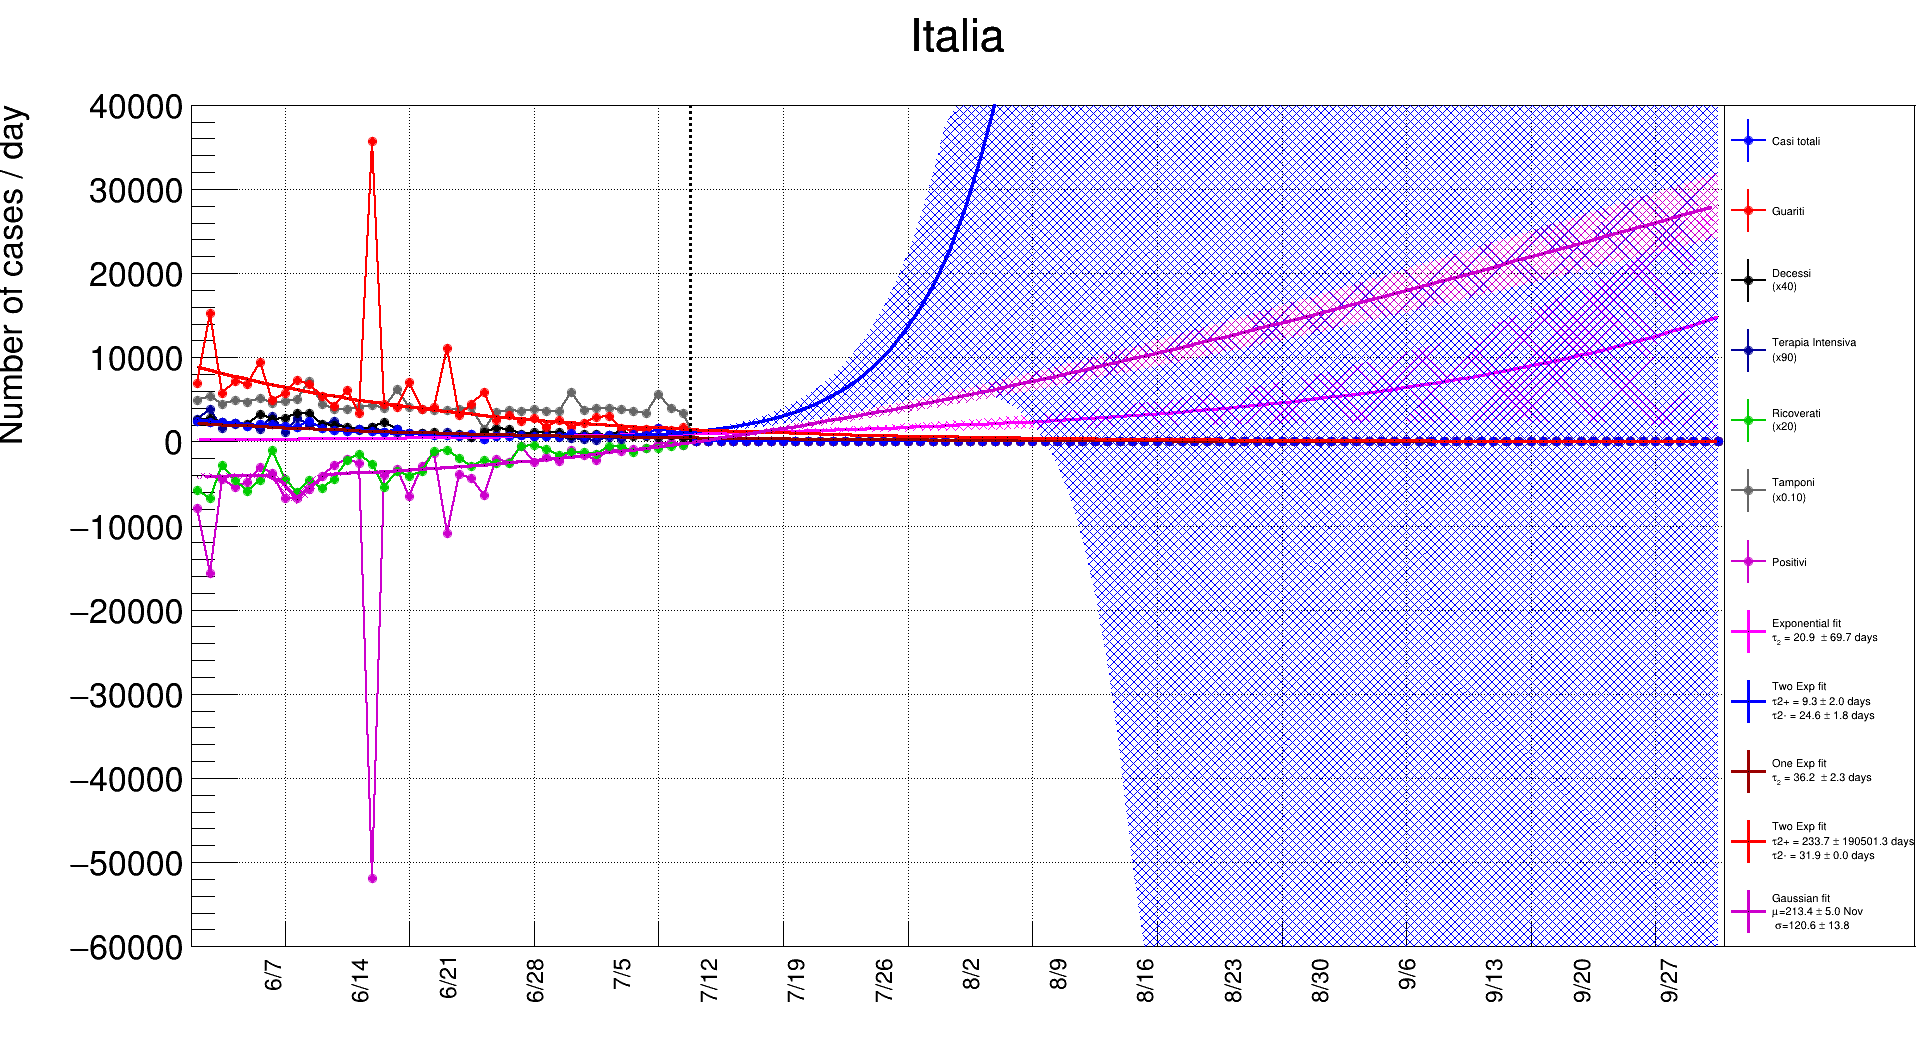 Italia
Number of cases / day
40000
30000
20000
10000
0
−10000
−20000
−30000
−40000
−50000
−60000
6/7
6/14
6/21
6/28
7/5
7/12
7/19
7/26
8/2
8/9
8/16
8/23
8/30
9/6
9/13
9/20
9/27
Casi totali
Guariti
Decessi
(x40)
Terapia Intensiva
(x90)
Ricoverati
(x20)
Tamponi
(x0.10)
Positivi
Exponential fit
τ₂ = 20.9 ± 69.7 days
Two Exp fit
τ2+ = 9.3 ± 2.0 days
τ2- = 24.6 ± 1.8 days
One Exp fit
τ₂ = 36.2 ± 2.3 days
Two Exp fit
τ2+ = 233.7 ± 190501.3 days
τ2- = 31.9 ± 0.0 days
Gaussian fit
μ=213.4 ± 5.0 Nov
σ=120.6 ± 13.8